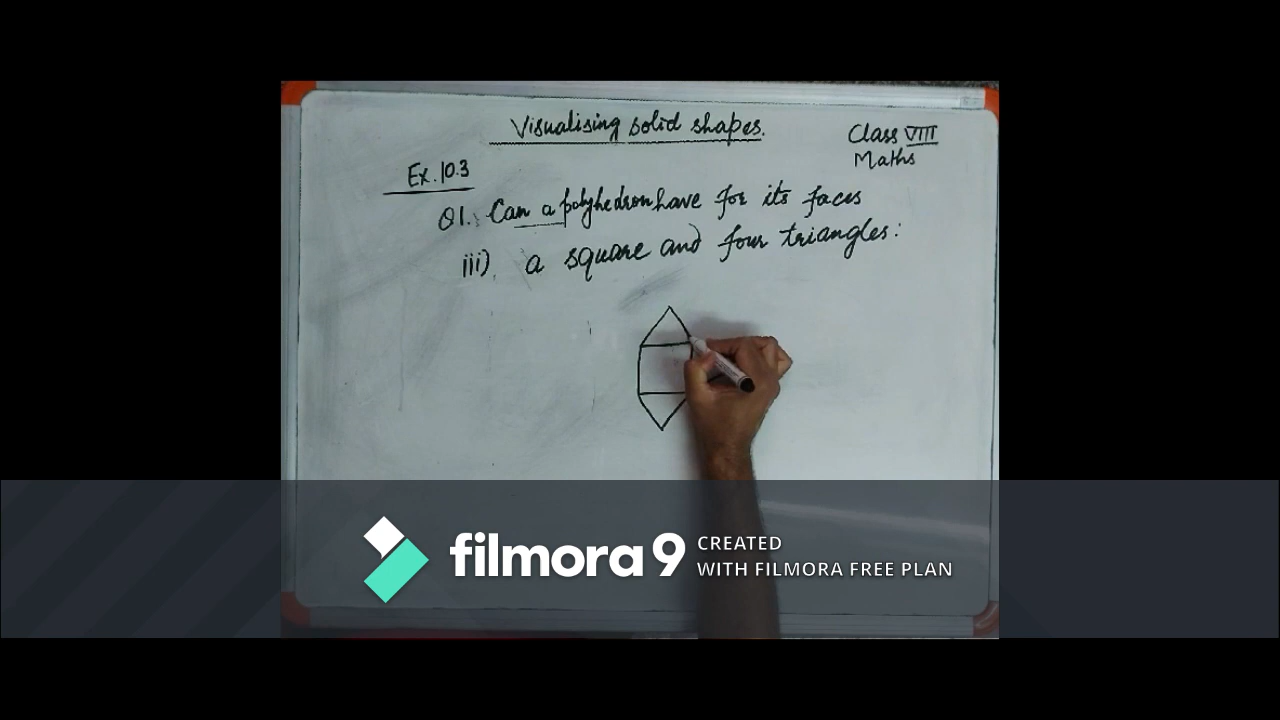 Visualising solid shapes.
Class VIII
Maths
Ex. 10.3
Q1. Can a polyhedron have for its faces
iii) a square and four triangles:
filmora 9 CREATED
WITH FILMORA FREE PLAN